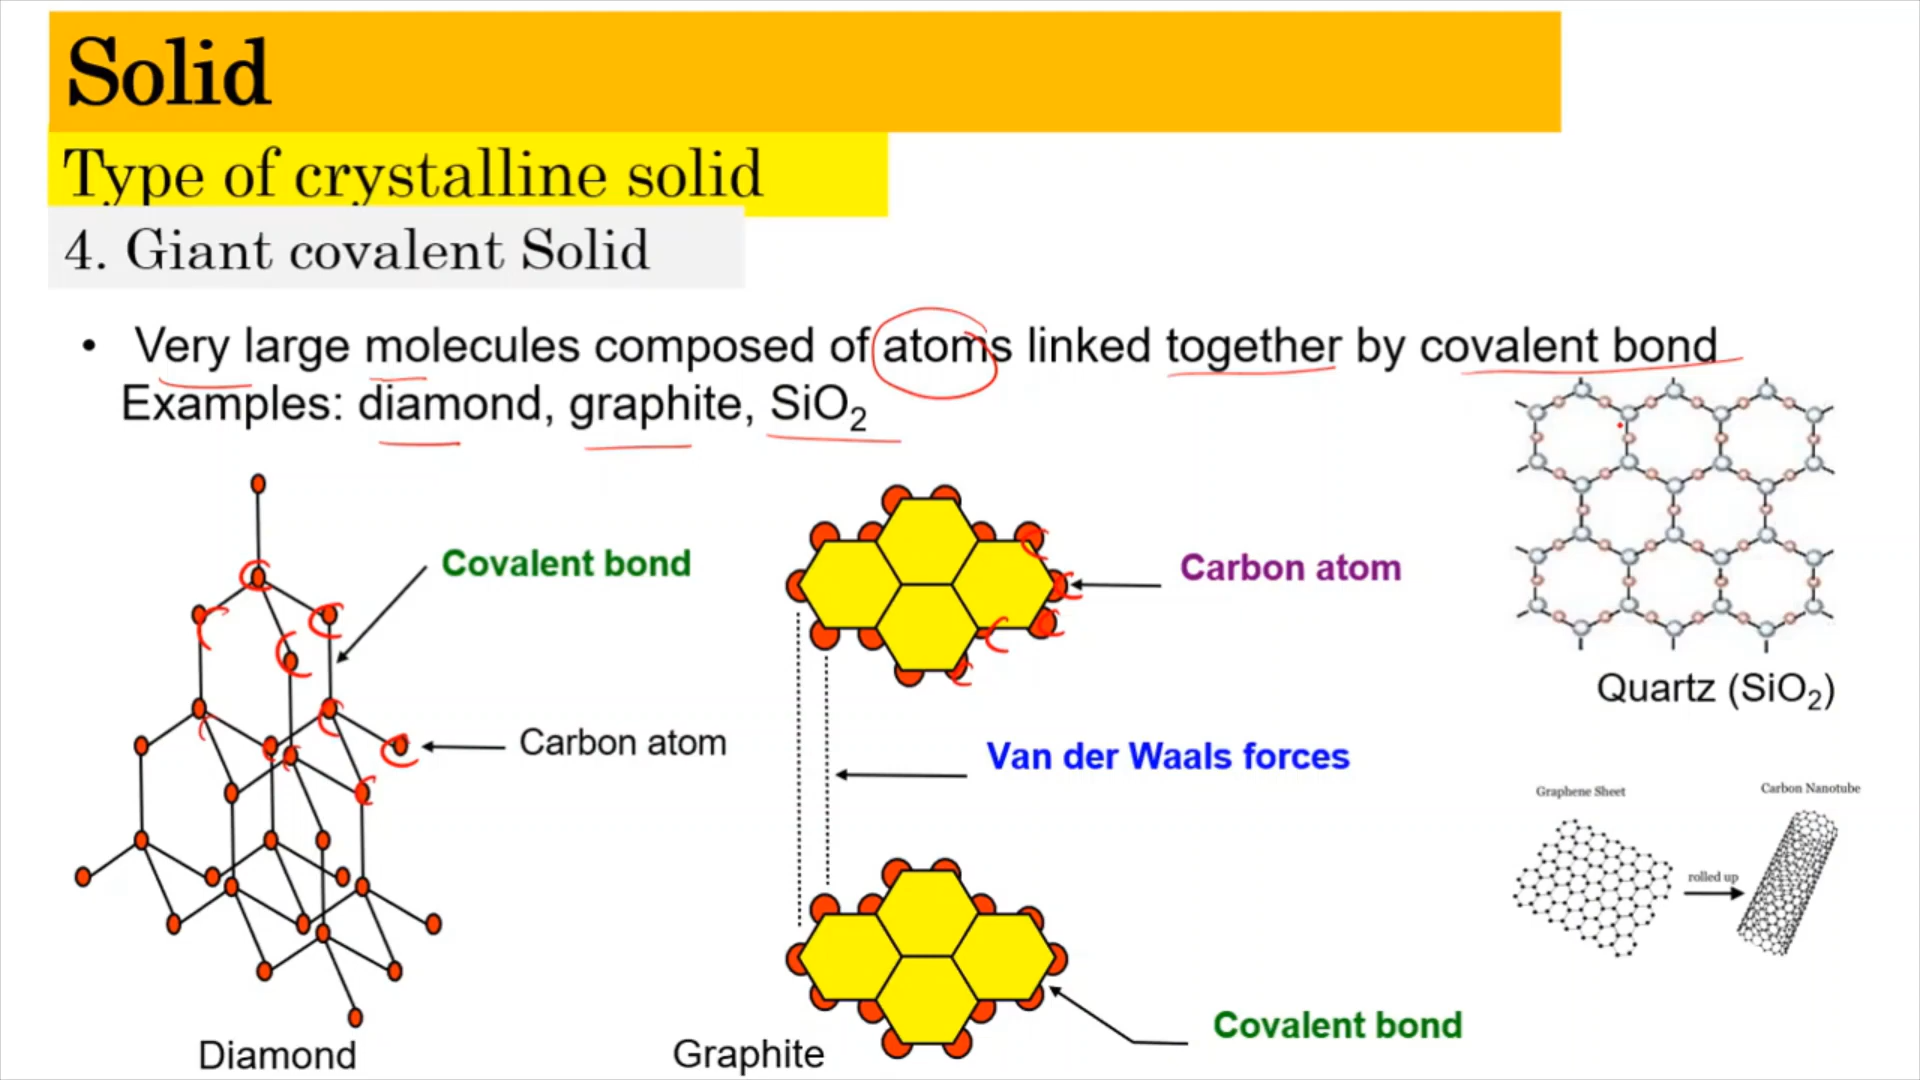 Solid
Type of crystalline solid
4. Giant covalent Solid
• Very large molecules composed of atoms linked together by covalent bond
Examples: diamond, graphite, SiO₂
Covalent bond
Carbon atom
Diamond
Carbon atom
Van der Waals forces
Covalent bond
Graphite
Quartz (SiO₂)
Graphene Sheet
Carbon Nanotube
rolled up